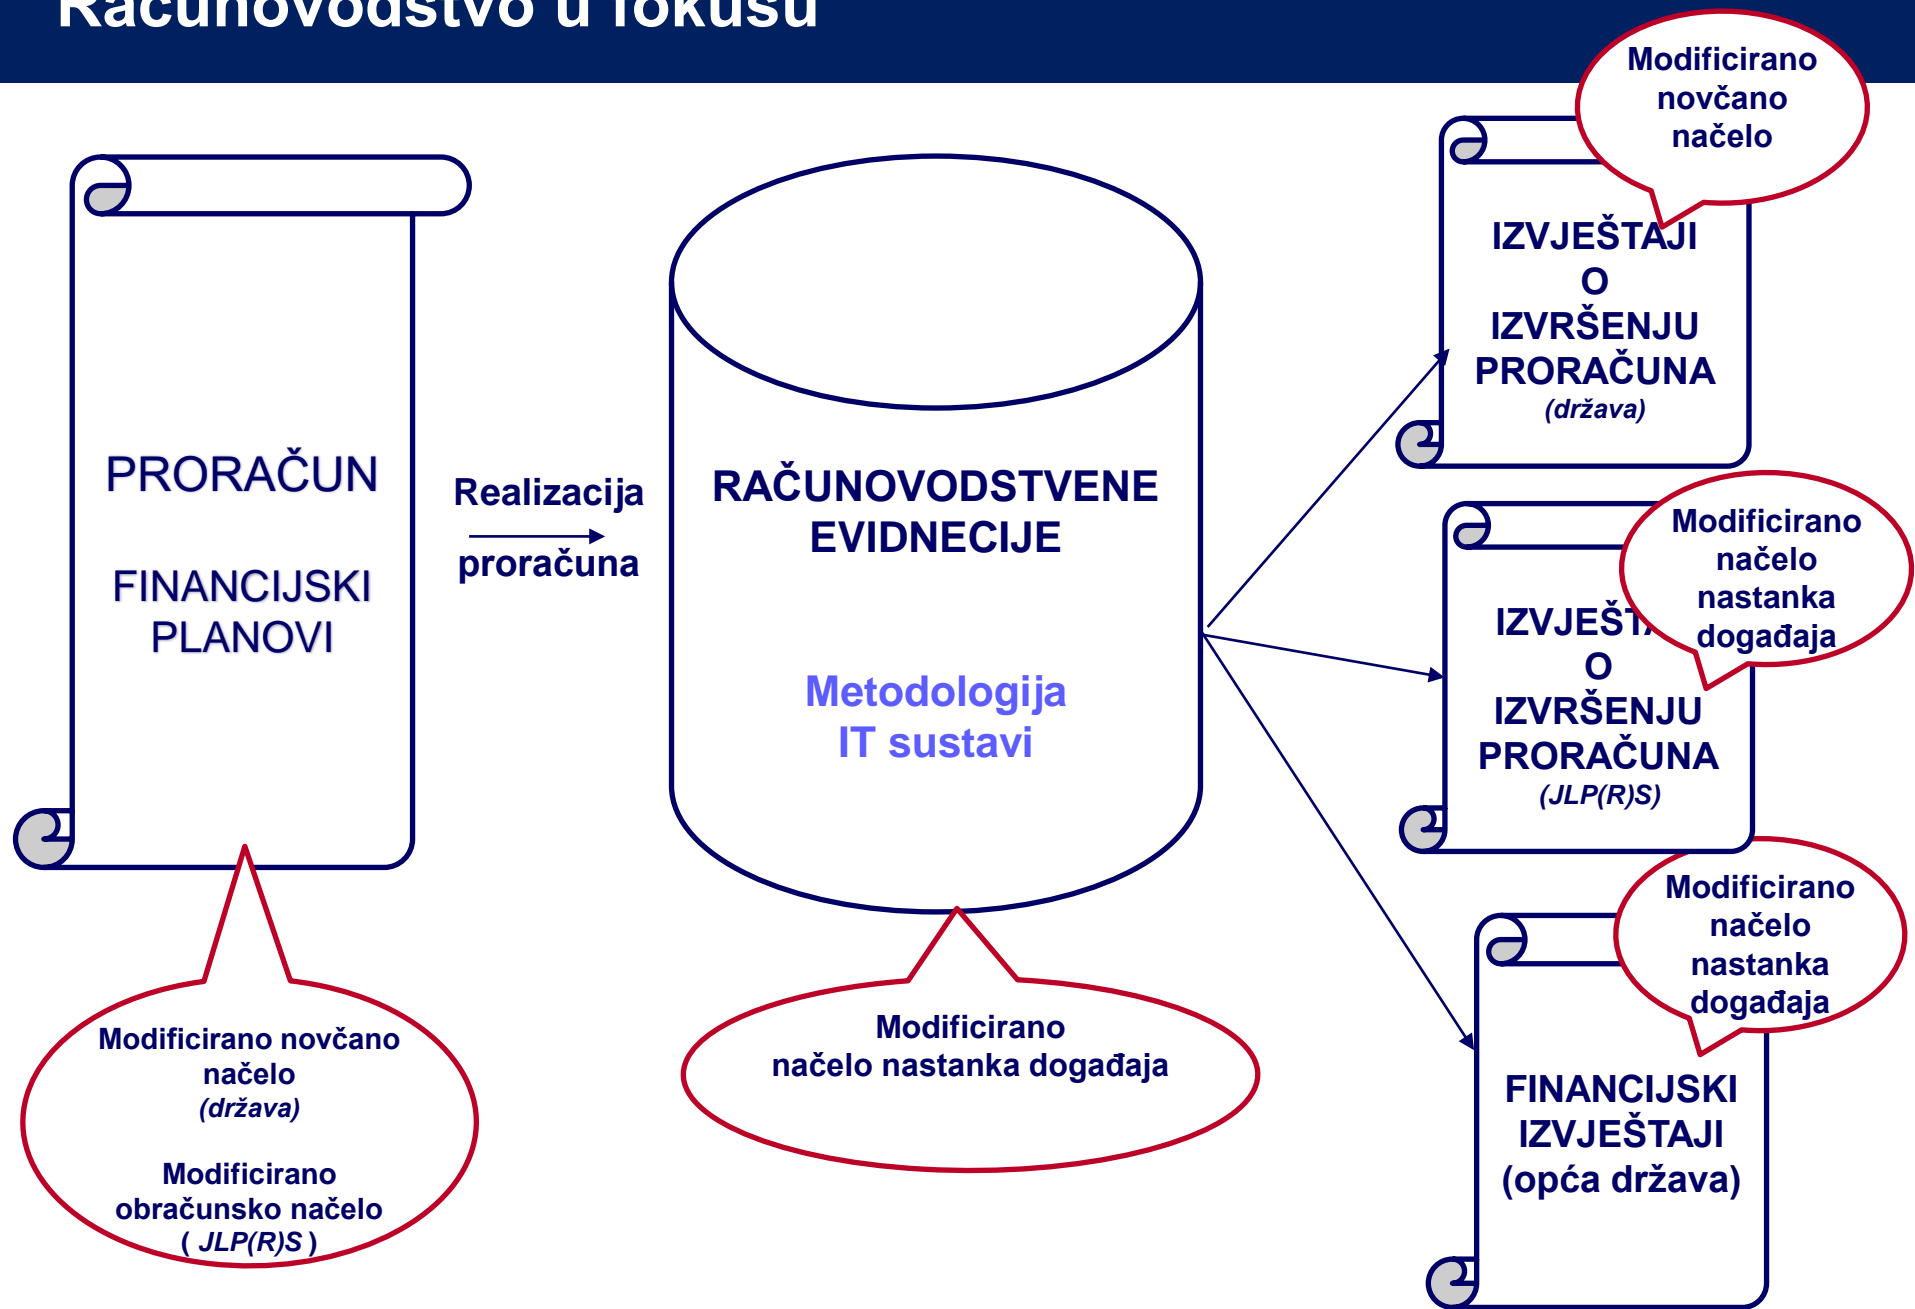 Računovodstvo u fokusu
PRORAČUN
FINANCIJSKI
PLANOVI
Modificirano novčano
načelo
(država)
Modificirano
obračunsko načelo
( JLP(R)S )
Realizacija
proračuna
RAČUNOVODSTVENE
EVIDNECIJE
Metodologija
IT sustavi
Modificirano
načelo nastanka događaja
Modificirano
novčano
načelo
IZVJEŠTAJI
O
IZVRŠENJU
PRORAČUNA
(država)
Modificirano
načelo
nastanka
događaja
O
IZVRŠENJU
PRORAČUNA
(JLP(R)S)
Modificirano
načelo
nastanka
događaja
FINANCIJSKI
IZVJEŠTAJI
(opća država)